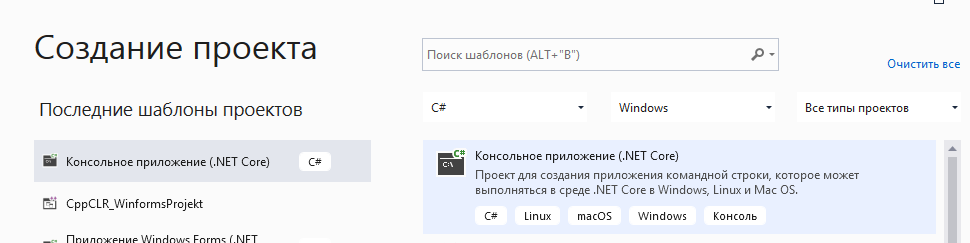 Создание проекта
Поиск шаблонов (ALT+"B")
Очистить все
Последние шаблоны проектов
C#
Windows
Все типы проектов
Консольное приложение (.NET Core)
C#
CppCLR_WinformsProjekt
Приложение Windows Forms (.NET
Консольное приложение (.NET Core)
Проект для создания приложения командной строки, которое может
выполняться в среде .NET Core в Windows, Linux и Mac OS.
C#
Linux
macOS
Windows
Консоль